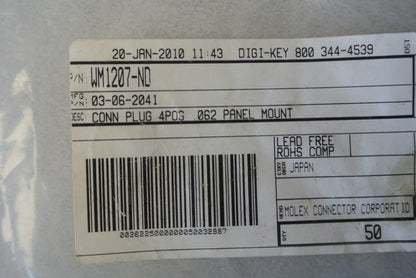 20-JAN-2010 11:43 DIGI-KEY 800 344-4539
P/N: WM1207-ND
MFG P/N: 03-06-2041
DESC CONN PLUG 4POS .062 PANEL MOUNT
LEAD FREE
ROHS COMP
JAPAN
MOLEX CONNECTOR CORPORATIO
QTY 50